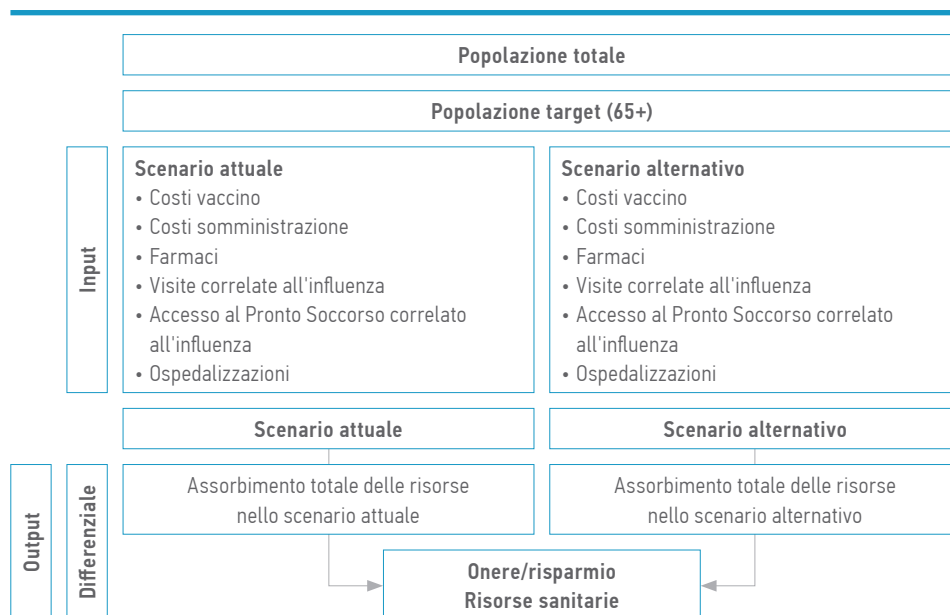 Popolazione totale
Popolazione target (65+)
Input
Scenario attuale
• Costi vaccino
• Costi somministrazione
• Farmaci
• Visite correlate all'influenza
• Accesso al Pronto Soccorso correlato
all'influenza
• Ospedalizzazioni
Scenario alternativo
• Costi vaccino
• Costi somministrazione
• Farmaci
• Visite correlate all'influenza
• Accesso al Pronto Soccorso correlato
all'influenza
• Ospedalizzazioni
Scenario attuale
Scenario alternativo
Output
Differenziale
Assorbimento totale delle risorse
nello scenario attuale
Assorbimento totale delle risorse
nello scenario alternativo
Onere/risparmio
Risorse sanitarie